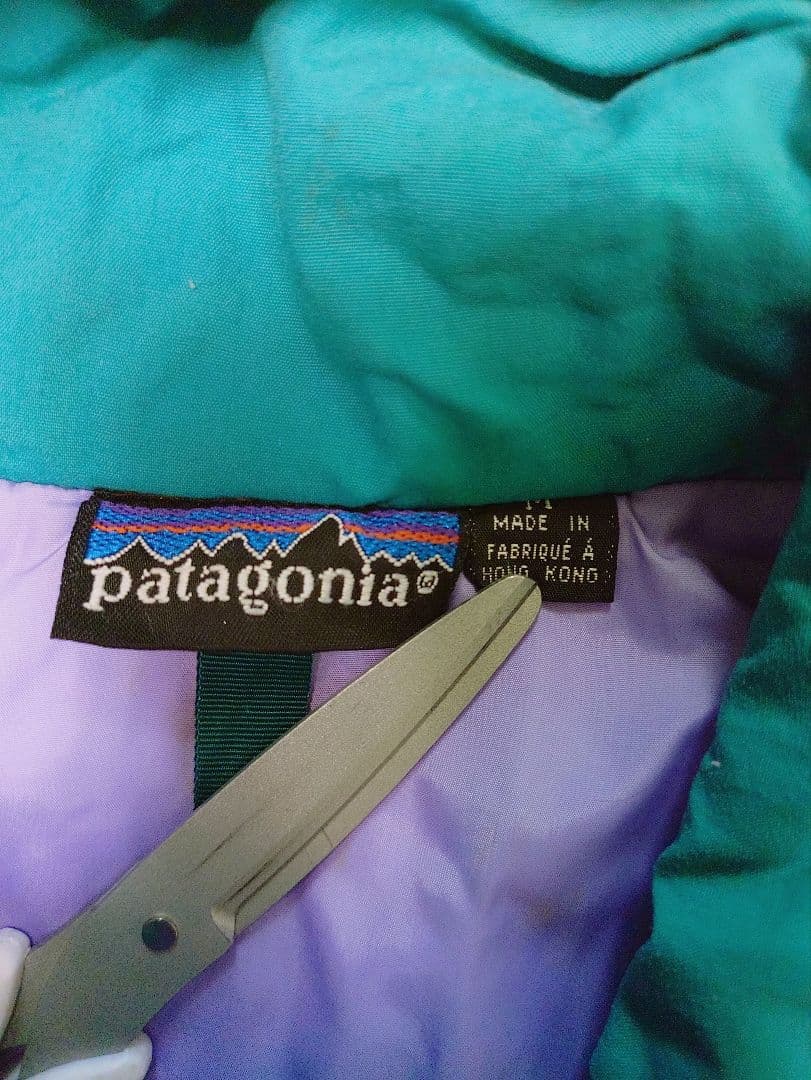 patagonia®
M
MADE IN
FABRIQUÉ Á
HONG KONG